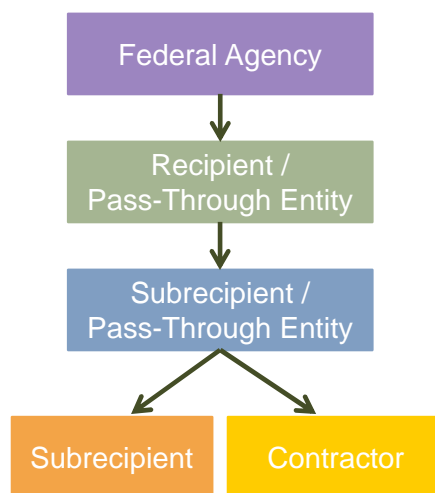 Federal Agency
Recipient /
Pass-Through Entity
Subrecipient /
Pass-Through Entity
Subrecipient
Contractor